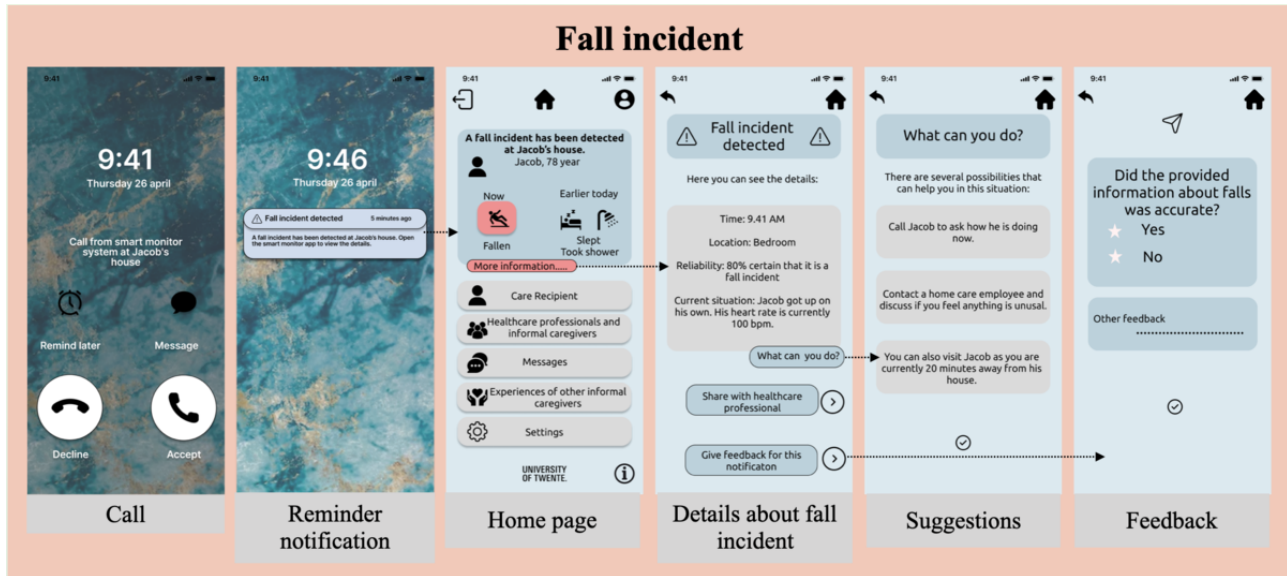 Fall incident
9:41
9:41
Thursday 26 april
Call from smart monitor
system at Jacob's
house
Remind later
Message
Decline
Accept
Call
9:41
9:46
Thursday 26 april
Fall incident detected
5 minutes ago
A fall incident has been detected at Jacob's house. Open
the smart monitor app to view the details.
Reminder
notification
9:41
A fall incident has been detected
at Jacob's house.
Jacob, 78 year
Now
Earlier today
Fallen
Slept
Took shower
More information.....
Care Recipient
Healthcare professionals and
informal caregivers
Messages
Experiences of other informal
caregivers
Settings
UNIVERSITY
OF TWENTE.
Home page
9:41
Fall incident
detected
Here you can see the details:
Time: 9.41 AM
Location: Bedroom
Reliability: 80% certain that it is a
fall incident
Current situation: Jacob got up on
his own. His heart rate is currently
100 bpm.
What can you do?
Share with healthcare
professional
Give feedback for this
notificaton
Details about fall
incident
9:41
What can you do?
There are several possibilities that
can help you in this situation:
Call Jacob to ask how he is doing
now.
Contact a home care employee and
discuss if you feel anything is unusal.
You can also visit Jacob as you are
currently 20 minutes away from his
house.
Suggestions
9:41
Did the provided
information about falls
was accurate?
Yes
No
Other feedback
Feedback